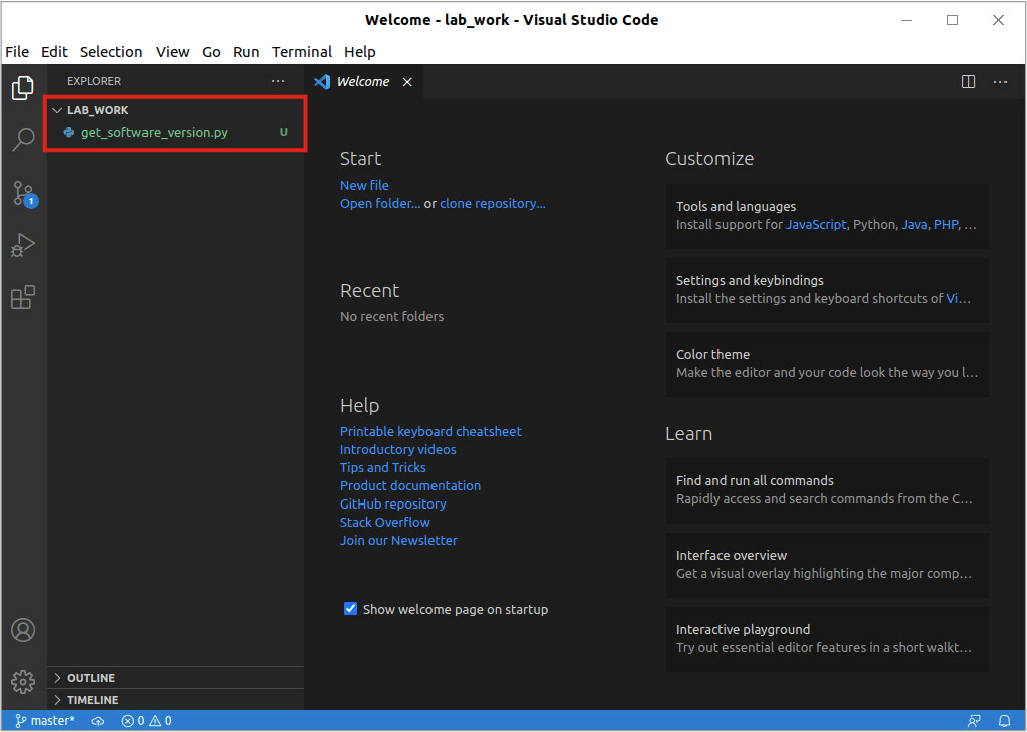 Welcome - lab_work - Visual Studio Code
File Edit Selection View Go Run Terminal Help
EXPLORER ···
LAB_WORK
get_software_version.py U
1
Welcome
Start
New file
Open folder... or clone repository...
Recent
No recent folders
Help
Printable keyboard cheatsheet
Introductory videos
Tips and Tricks
Product documentation
GitHub repository
Stack Overflow
Join our Newsletter
Show welcome page on startup
Customize
Tools and languages
Install support for JavaScript, Python, Java, PHP, ...
Settings and keybindings
Install the settings and keyboard shortcuts of Vi...
Color theme
Make the editor and your code look the way you l...
Learn
Find and run all commands
Rapidly access and search commands from the C...
Interface overview
Get a visual overlay highlighting the major comp...
Interactive playground
Try out essential editor features in a short walkt...
OUTLINE
TIMELINE
master* 0 0